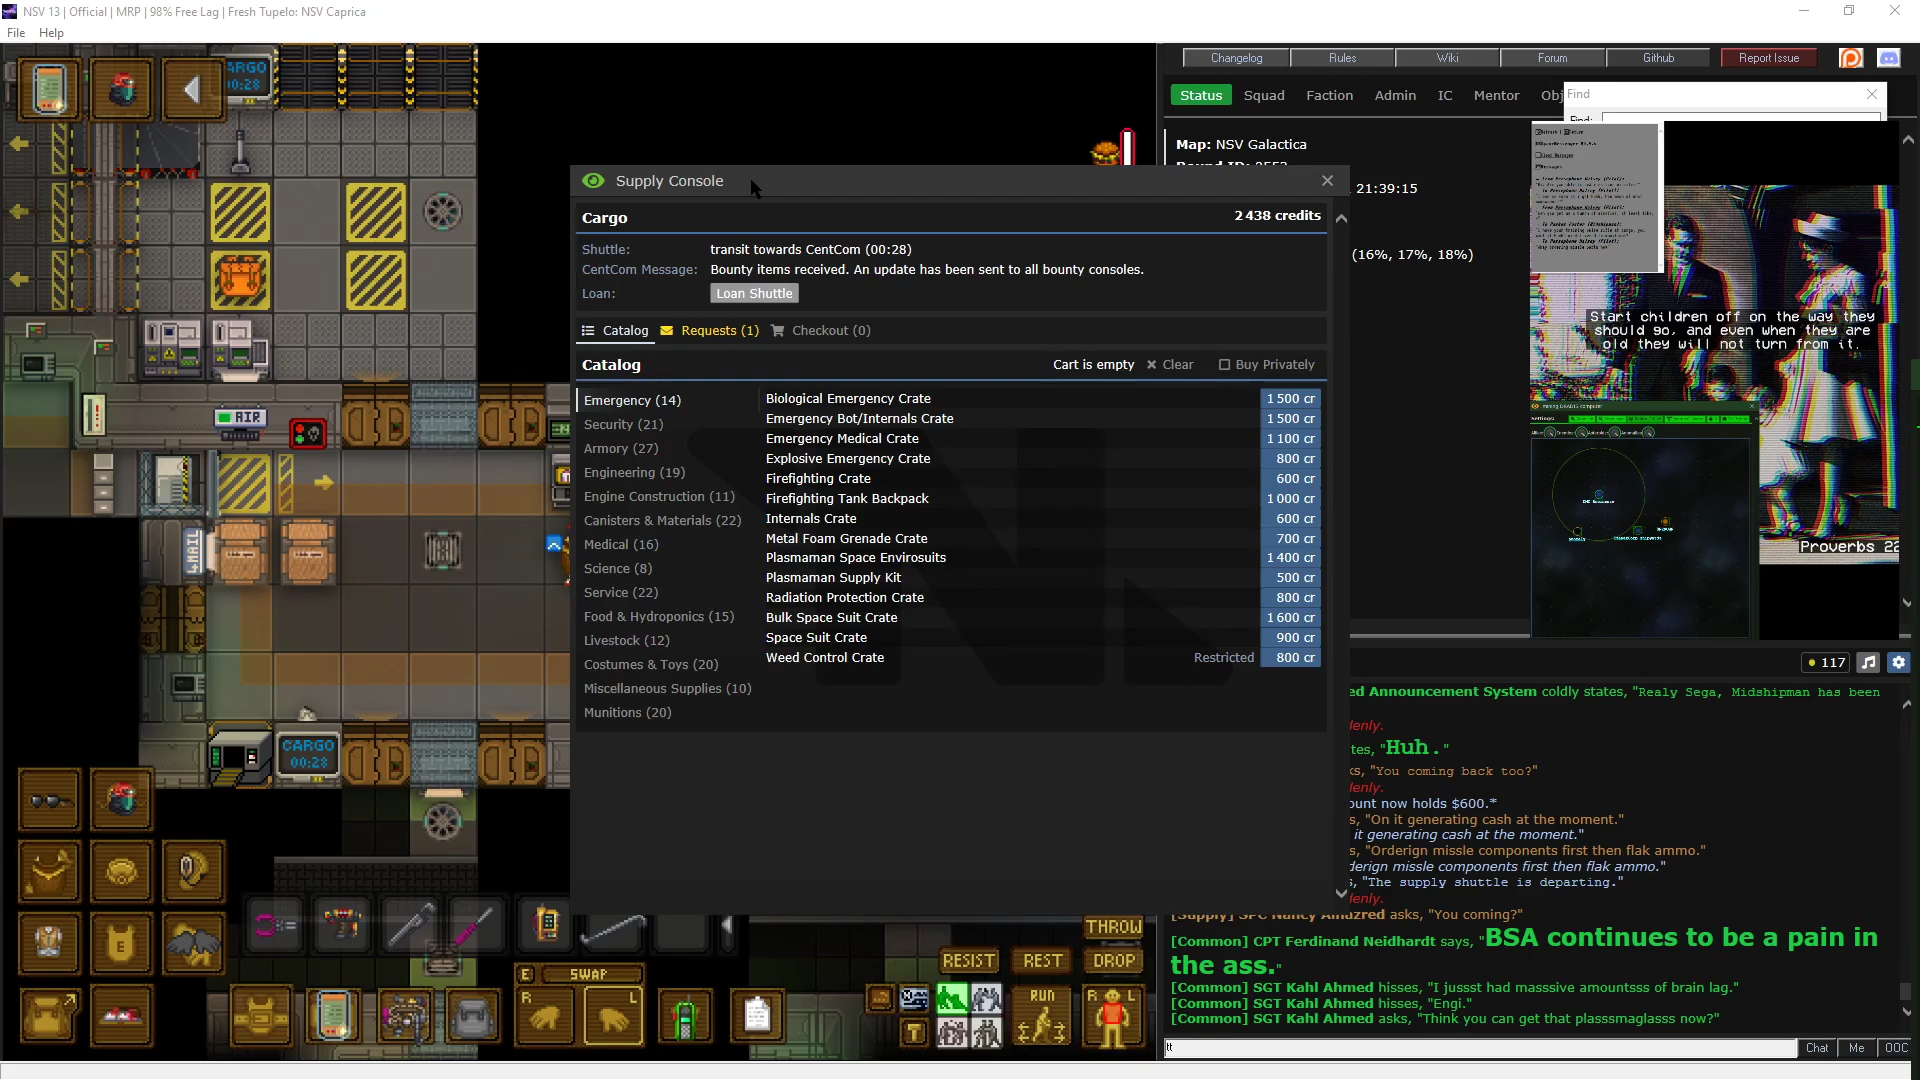 NSV 13 | Official | MRP | 98% Free Lag | Fresh Tupelo: NSV Caprica
File Help
Changelog Rules Wiki Forum Github Report Issue
Status Squad Faction Admin IC Mentor Obj
Find
Map: NSV Galactica
21:39:15
(16%, 17%, 18%)
ARGO
00:28
Supply Console
Cargo 2 438 credits
Shuttle: transit towards CentCom (00:28)
CentCom Message: Bounty items received. An update has been sent to all bounty consoles.
Loan: Loan Shuttle
Catalog Requests (1) Checkout (0)
Catalog Cart is empty Clear Buy Privately
Emergency (14)
Security (21)
Armory (27)
Engineering (19)
Engine Construction (11)
Canisters & Materials (22)
Medical (16)
Science (8)
Service (22)
Food & Hydroponics (15)
Livestock (12)
Costumes & Toys (20)
Miscellaneous Supplies (10)
Munitions (20)
Biological Emergency Crate 1 500 cr
Emergency Bot/Internals Crate 1 500 cr
Emergency Medical Crate 1 100 cr
Explosive Emergency Crate 800 cr
Firefighting Crate 600 cr
Firefighting Tank Backpack 1 000 cr
Internals Crate 600 cr
Metal Foam Grenade Crate 700 cr
Plasmaman Space Envirosuits 1 400 cr
Plasmaman Supply Kit 500 cr
Radiation Protection Crate 800 cr
Bulk Space Suit Crate 1 600 cr
Space Suit Crate 900 cr
Weed Control Crate Restricted 800 cr
Start children off on the way they
should go, and even when they are
old they will not turn from it.
Proverbs 22
AIR
MAIL
CARGO
00:28
117
ed Announcement System coldly states, "Realy Sega, Midshipman has been
lenly.
tes, "Huh."
ks, "You coming back too?"
lenly.
ount now holds $600.*
s, "On it generating cash at the moment."
it generating cash at the moment."
s, "Orderign missle components first then flak ammo."
derign missle components first then flak ammo."
s, "The supply shuttle is departing."
lenly.
asks, "You coming?"
[Common] CPT Ferdinand Neidhardt says, "BSA continues to be a pain in
the ass."
[Common] SGT Kahl Ahmed hisses, "I jussst had masssive amountsss of brain lag."
[Common] SGT Kahl Ahmed hisses, "Engi."
[Common] SGT Kahl Ahmed asks, "Think you can get that plasssmaglasss now?"
tt
Chat Me OOC
THROW
RESIST REST DROP
E SWAP
R L
RUN
R L